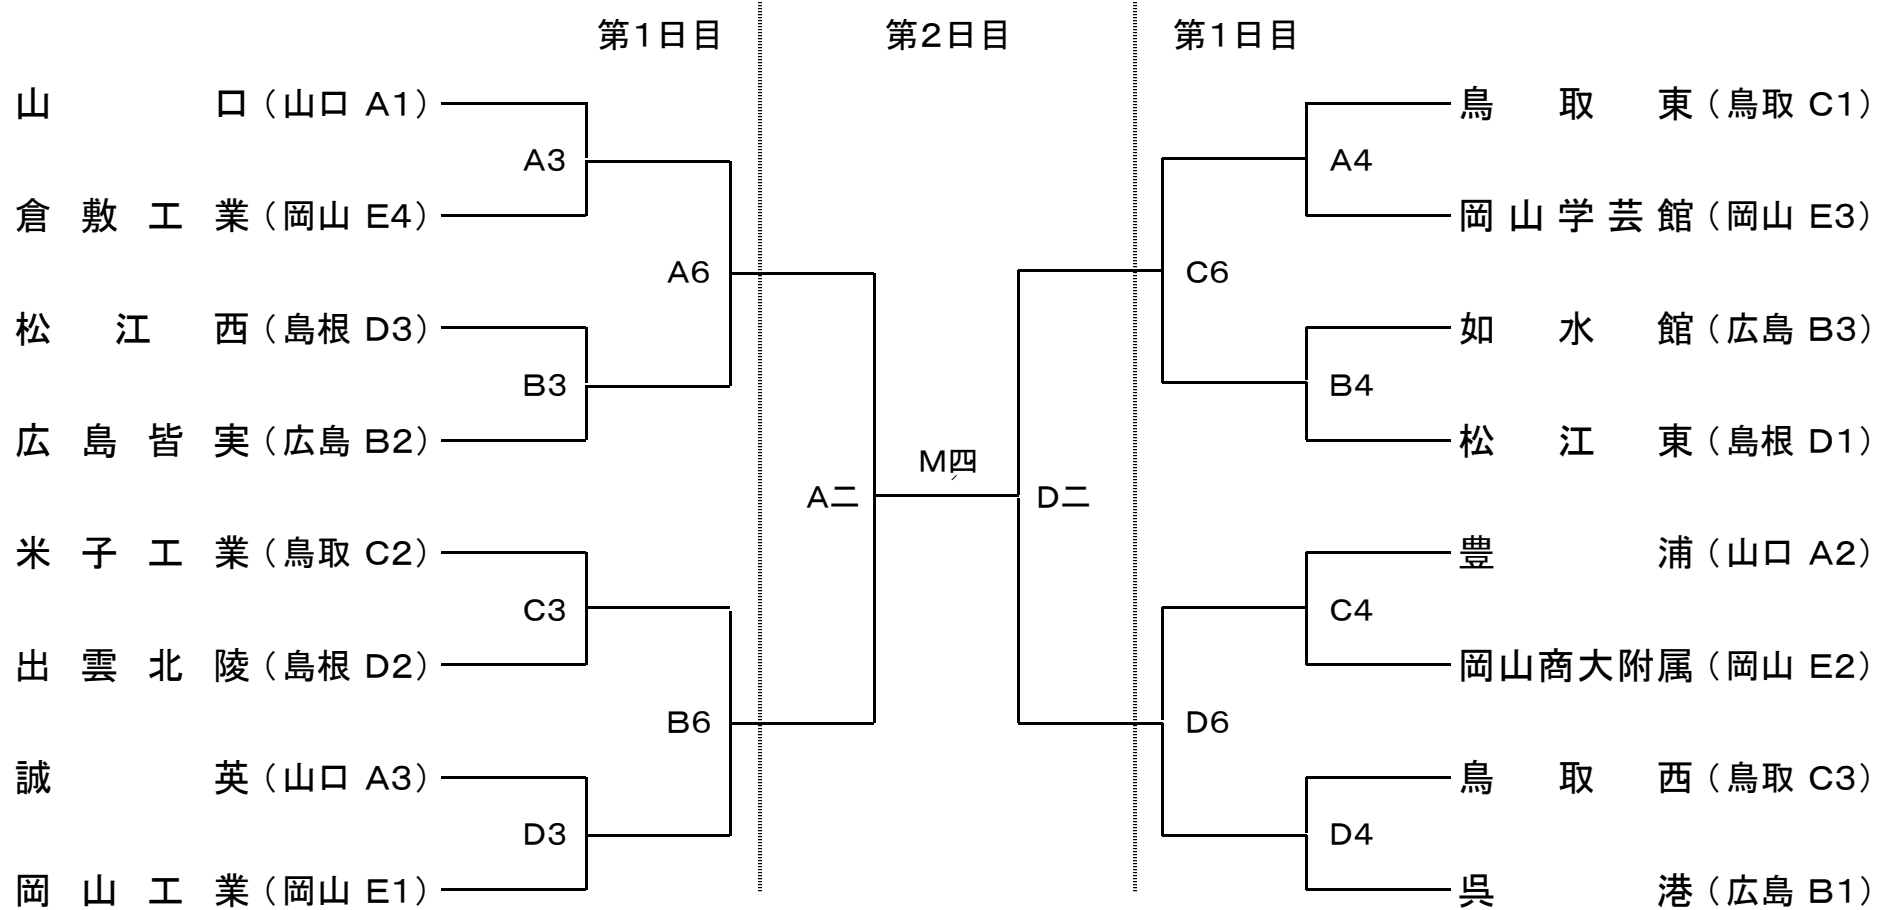 第1日目 第2日目 第1日目
山口（山口 A1） 鳥取東（鳥取 C1）
A3 A4
倉敷工業（岡山 E4） 岡山学芸館（岡山 E3）
A6 C6
松江西（島根 D3） 如水館（広島 B3）
B3 B4
広島皆実（広島 B2） 松江東（島根 D1）
M四
A二 D二
米子工業（鳥取 C2） 豊浦（山口 A2）
C3 C4
出雲北陵（島根 D2） 岡山商大附属（岡山 E2）
B6 D6
誠英（山口 A3） 鳥取西（鳥取 C3）
D3 D4
岡山工業（岡山 E1） 呉港（広島 B1）